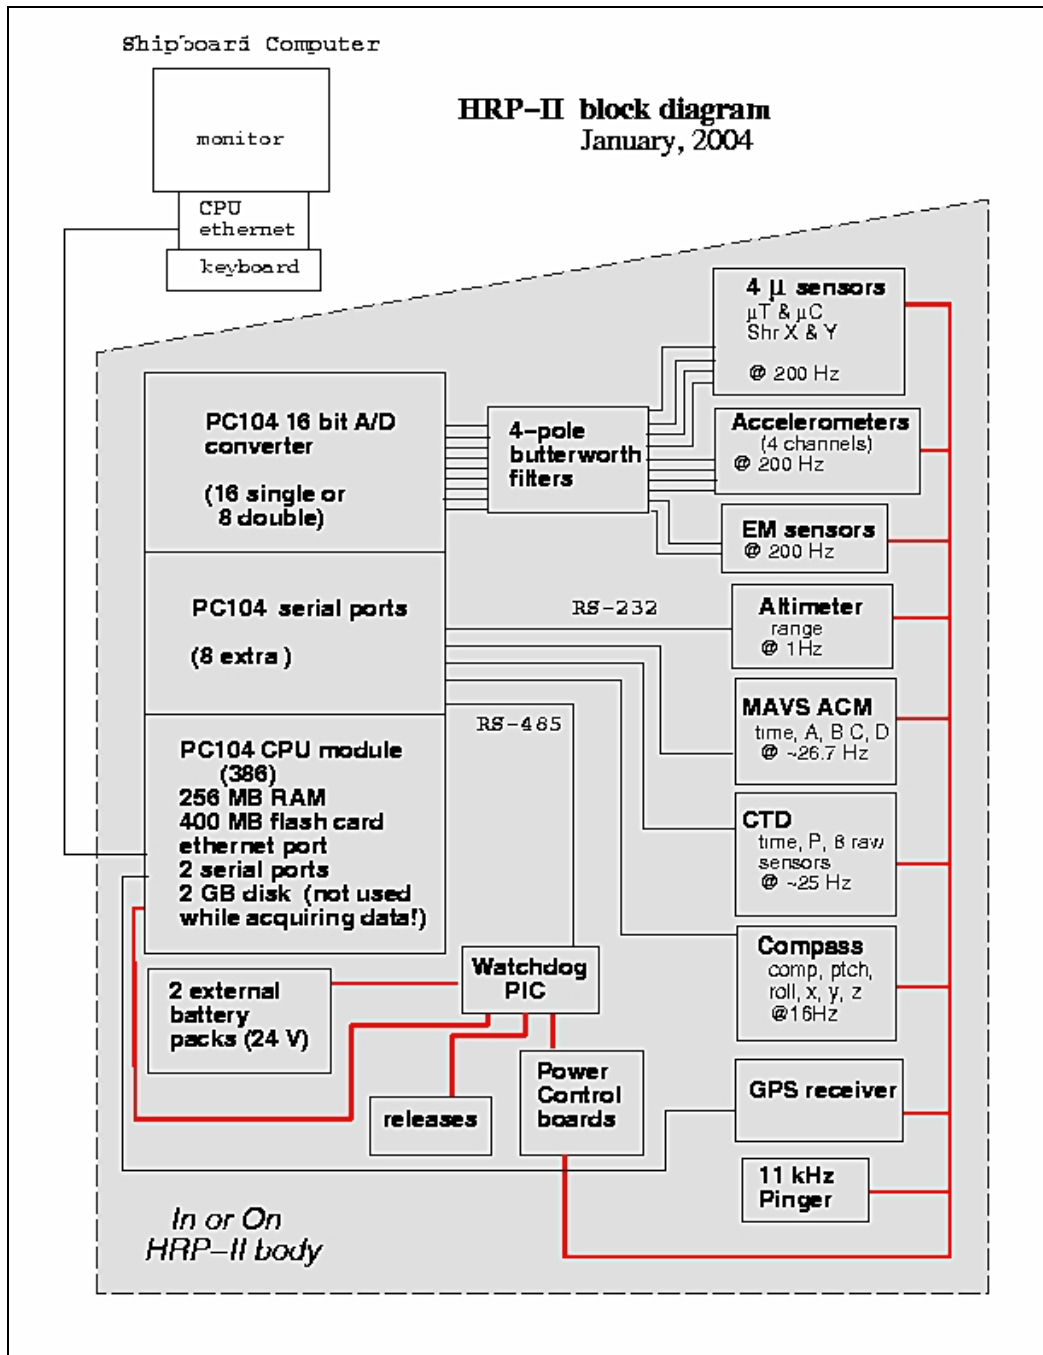 Shipboard Computer
monitor
CPU
ethernet
keyboard
HRP-II block diagram
January, 2004
4 μ sensors
μT & μC
Shr X & Y
@ 200 Hz
PC104 16 bit A/D
converter
(16 single or
8 double)
4-pole
butterworth
filters
Accelerometers
(4 channels)
@ 200 Hz
EM sensors
@ 200 Hz
PC104 serial ports
(8 extra )
RS-232
Altimeter
range
@ 1Hz
RS-485
MAVS ACM
time, A, B C, D
@ ~26.7 Hz
PC104 CPU module
(386)
256 MB RAM
400 MB flash card
ethernet port
2 serial ports
2 GB disk (not used
while acquiring data!)
CTD
time, P, 8 raw
sensors
@ ~25 Hz
Compass
comp, ptch,
roll, x, y, z
@16Hz
Watchdog
PIC
2 external
battery
packs (24 V)
releases
Power
Control
boards
GPS receiver
11 kHz
Pinger
In or On
HRP-II body